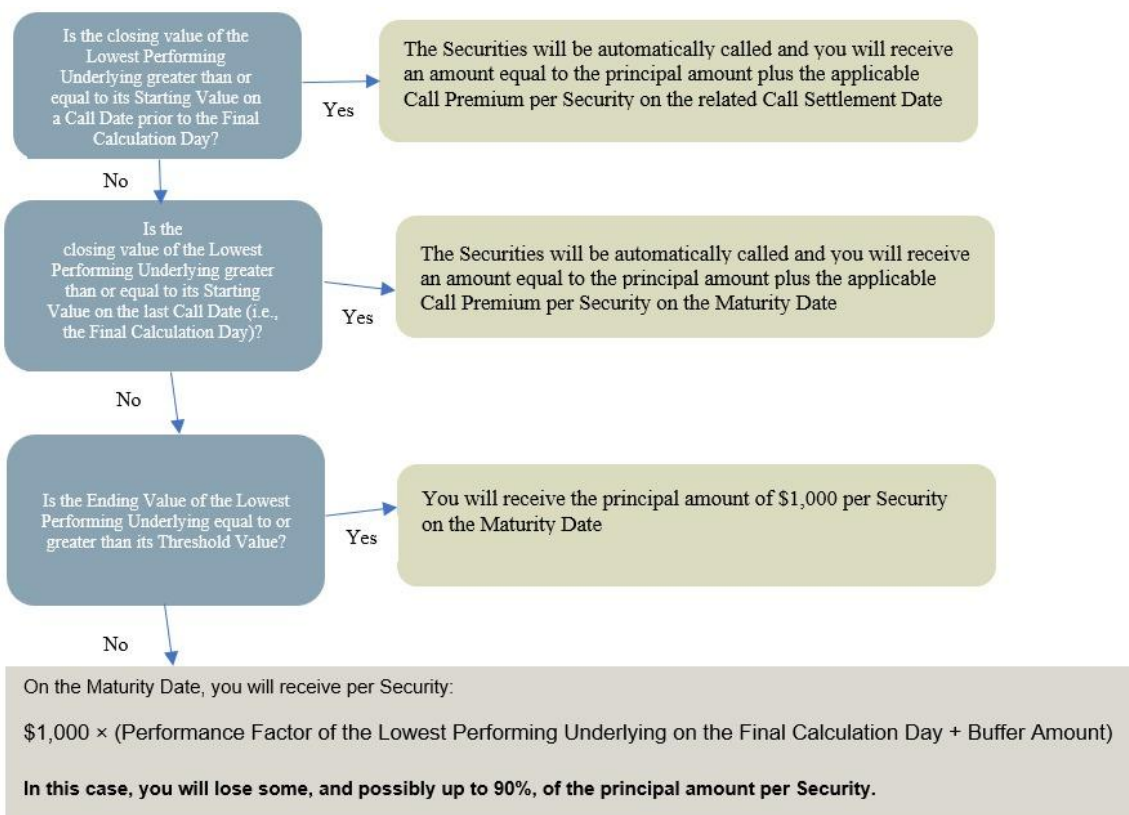 Is the closing value of the
Lowest Performing
Underlying greater than or
equal to its Starting Value on
a Call Date prior to the Final
Calculation Day?
Yes
The Securities will be automatically called and you will receive
an amount equal to the principal amount plus the applicable
Call Premium per Security on the related Call Settlement Date
No
Is the
closing value of the Lowest
Performing Underlying greater
than or equal to its Starting
Value on the last Call Date (i.e.,
the Final Calculation Day)?
Yes
The Securities will be automatically called and you will receive
an amount equal to the principal amount plus the applicable
Call Premium per Security on the Maturity Date
No
Is the Ending Value of the Lowest
Performing Underlying equal to or
greater than its Threshold Value?
Yes
You will receive the principal amount of $1,000 per Security
on the Maturity Date
No
On the Maturity Date, you will receive per Security:
$1,000 × (Performance Factor of the Lowest Performing Underlying on the Final Calculation Day + Buffer Amount)
In this case, you will lose some, and possibly up to 90%, of the principal amount per Security.